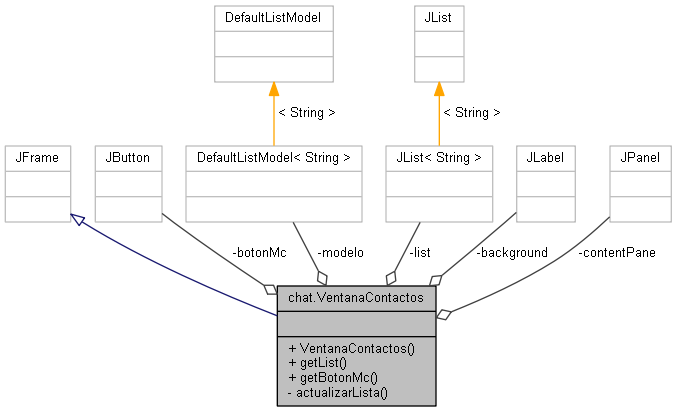 DefaultListModel
JList
< String >
< String >
JFrame
JButton
DefaultListModel< String >
JList< String >
JLabel
JPanel
-botonMc
-modelo
-list
-background
-contentPane
chat.VentanaContactos
+ VentanaContactos()
+ getList()
+ getBotonMc()
- actualizarLista()